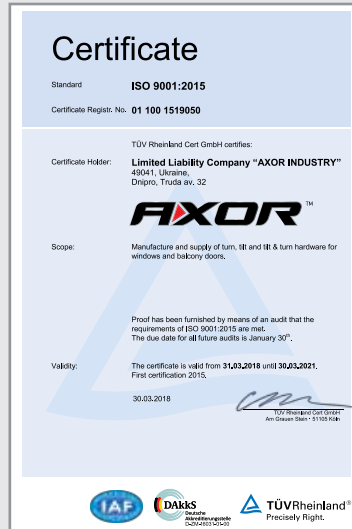 Certificate
Standard ISO 9001:2015
Certificate Registr. No. 01 100 1519050
TÜV Rheinland Cert GmbH certifies:
Certificate Holder: Limited Liability Company “AXOR INDUSTRY”
49041, Ukraine,
Dnipro, Truda av. 32
AXOR™
Scope: Manufacture and supply of turn, tilt and tilt & turn hardware for
windows and balcony doors.
Proof has been furnished by means of an audit that the
requirements of ISO 9001:2015 are met.
The due date for all future audits is January 30th.
Validity: The certificate is valid from 31.03.2018 until 30.03.2021.
First certification 2015.
30.03.2018
TÜV Rheinland Cert GmbH
Am Grauen Stein · 51105 Köln
IAF
DAkkS
Deutsche
Akkreditierungsstelle
D-ZM-16031-01-00
TÜVRheinland®
Precisely Right.